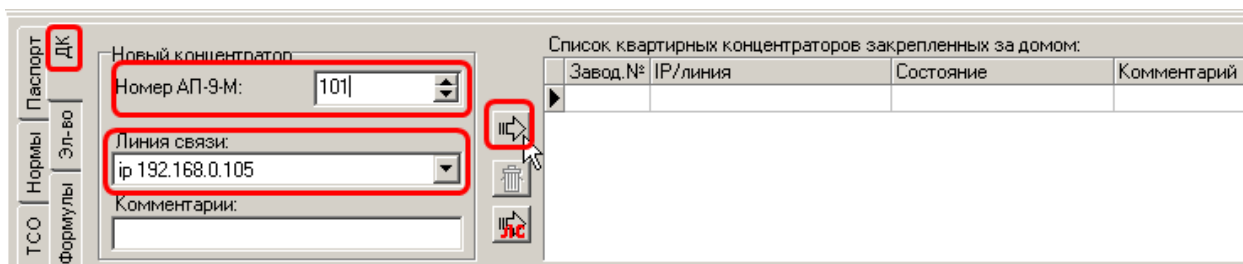 Паспорт
ДК
Нормы
Эл-во
ТСО
Формулы
Новый концентратор
Номер АП-9-М:
101
Линия связи:
ip 192.168.0.105
Комментарии:
ЛС
Список квартирных концентраторов закрепленных за домом:
Завод.№ IP/линия Состояние Комментарий